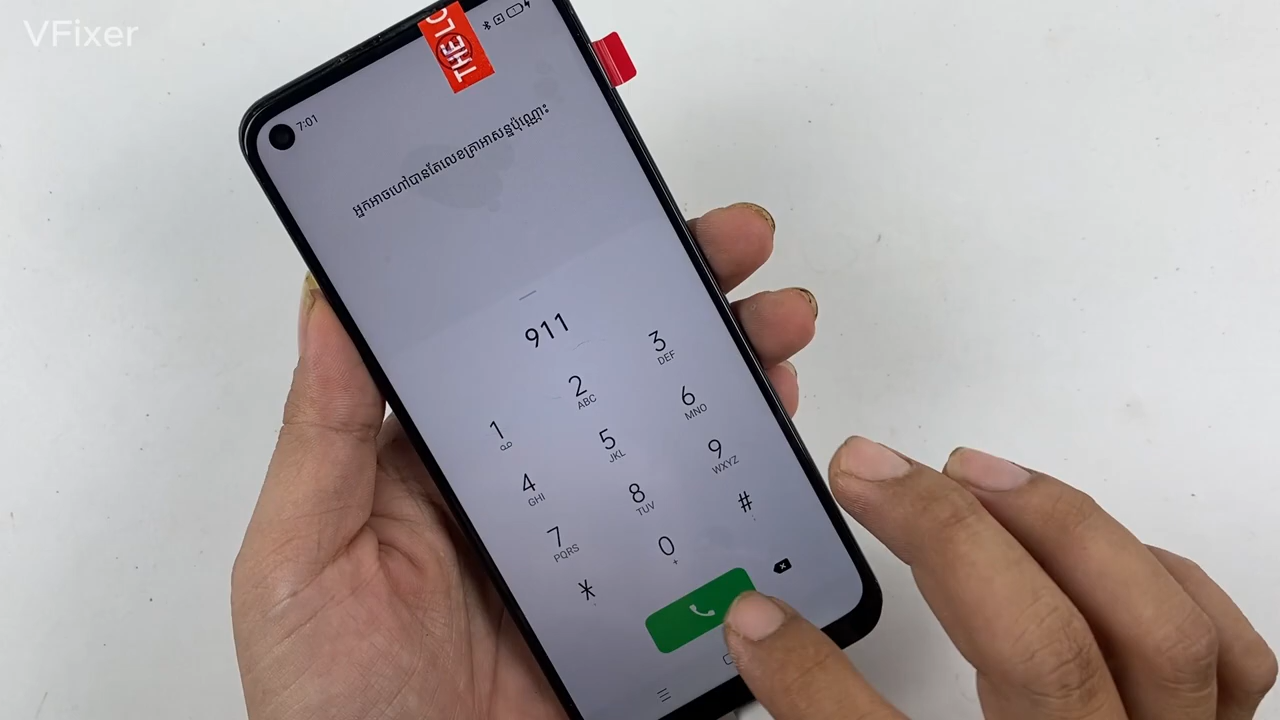 VFixer
THE LO
7:01
អ្នកអាចហៅបានតែលេខគ្រាអាសន្នប៉ុណ្ណោះ
911
1
2 ABC
3 DEF
4 GHI
5 JKL
6 MNO
7 PQRS
8 TUV
9 WXYZ
*
0 +
#